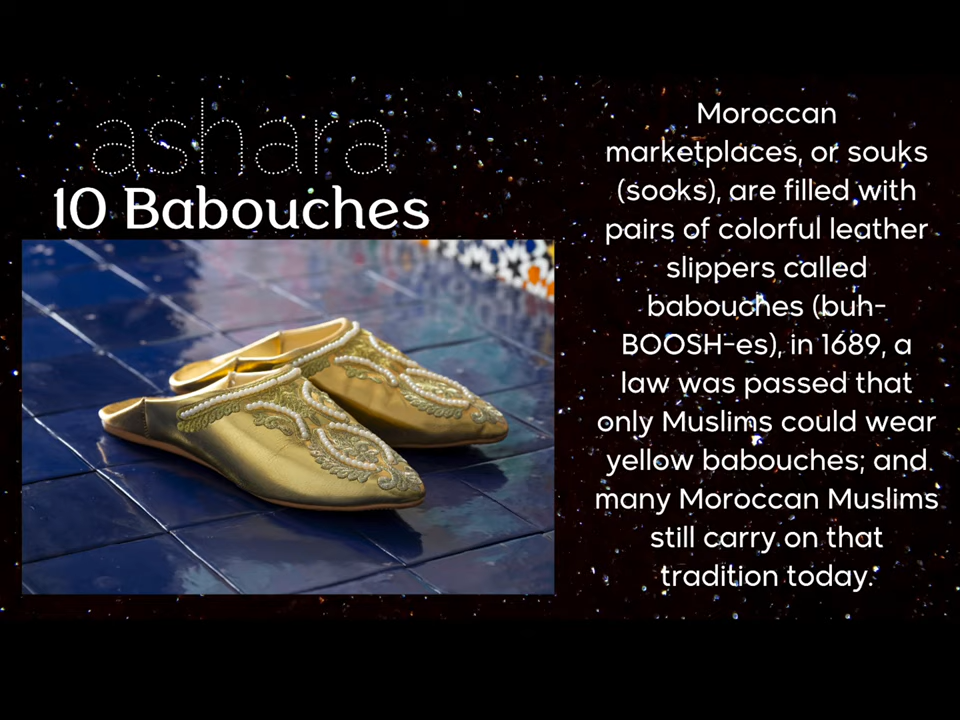 ashara
10 Babouches
Moroccan
marketplaces, or souks
(sooks), are filled with
pairs of colorful leather
slippers called
babouches (buh-
BOOSH-es), in 1689, a
law was passed that
only Muslims could wear
yellow babouches; and
many Moroccan Muslims
still carry on that
tradition today.